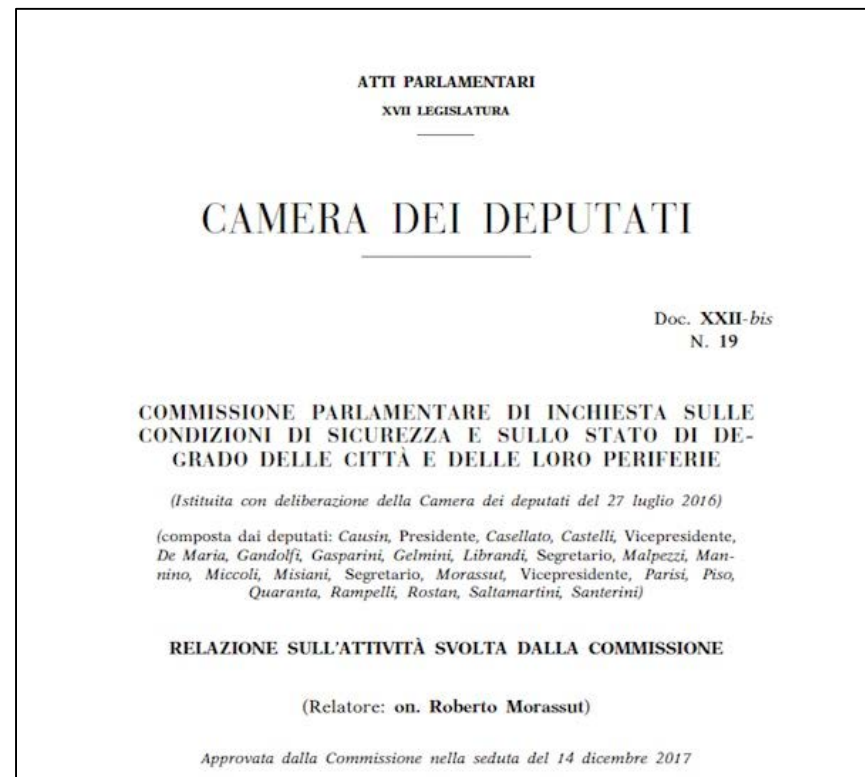 ATTI PARLAMENTARI
XVII LEGISLATURA
CAMERA DEI DEPUTATI
Doc. XXII-bis
N. 19
COMMISSIONE PARLAMENTARE DI INCHIESTA SULLE
CONDIZIONI DI SICUREZZA E SULLO STATO DI DE-
GRADO DELLE CITTÀ E DELLE LORO PERIFERIE
(Istituita con deliberazione della Camera dei deputati del 27 luglio 2016)
(composta dai deputati: Causin, Presidente, Casellato, Castelli, Vicepresidente,
De Maria, Gandolfi, Gasparini, Gelmini, Librandi, Segretario, Malpezzi, Man-
nino, Miccoli, Misiani, Segretario, Morassut, Vicepresidente, Parisi, Piso,
Quaranta, Rampelli, Rostan, Saltamartini, Santerini)
RELAZIONE SULL'ATTIVITÀ SVOLTA DALLA COMMISSIONE
(Relatore: on. Roberto Morassut)
Approvata dalla Commissione nella seduta del 14 dicembre 2017